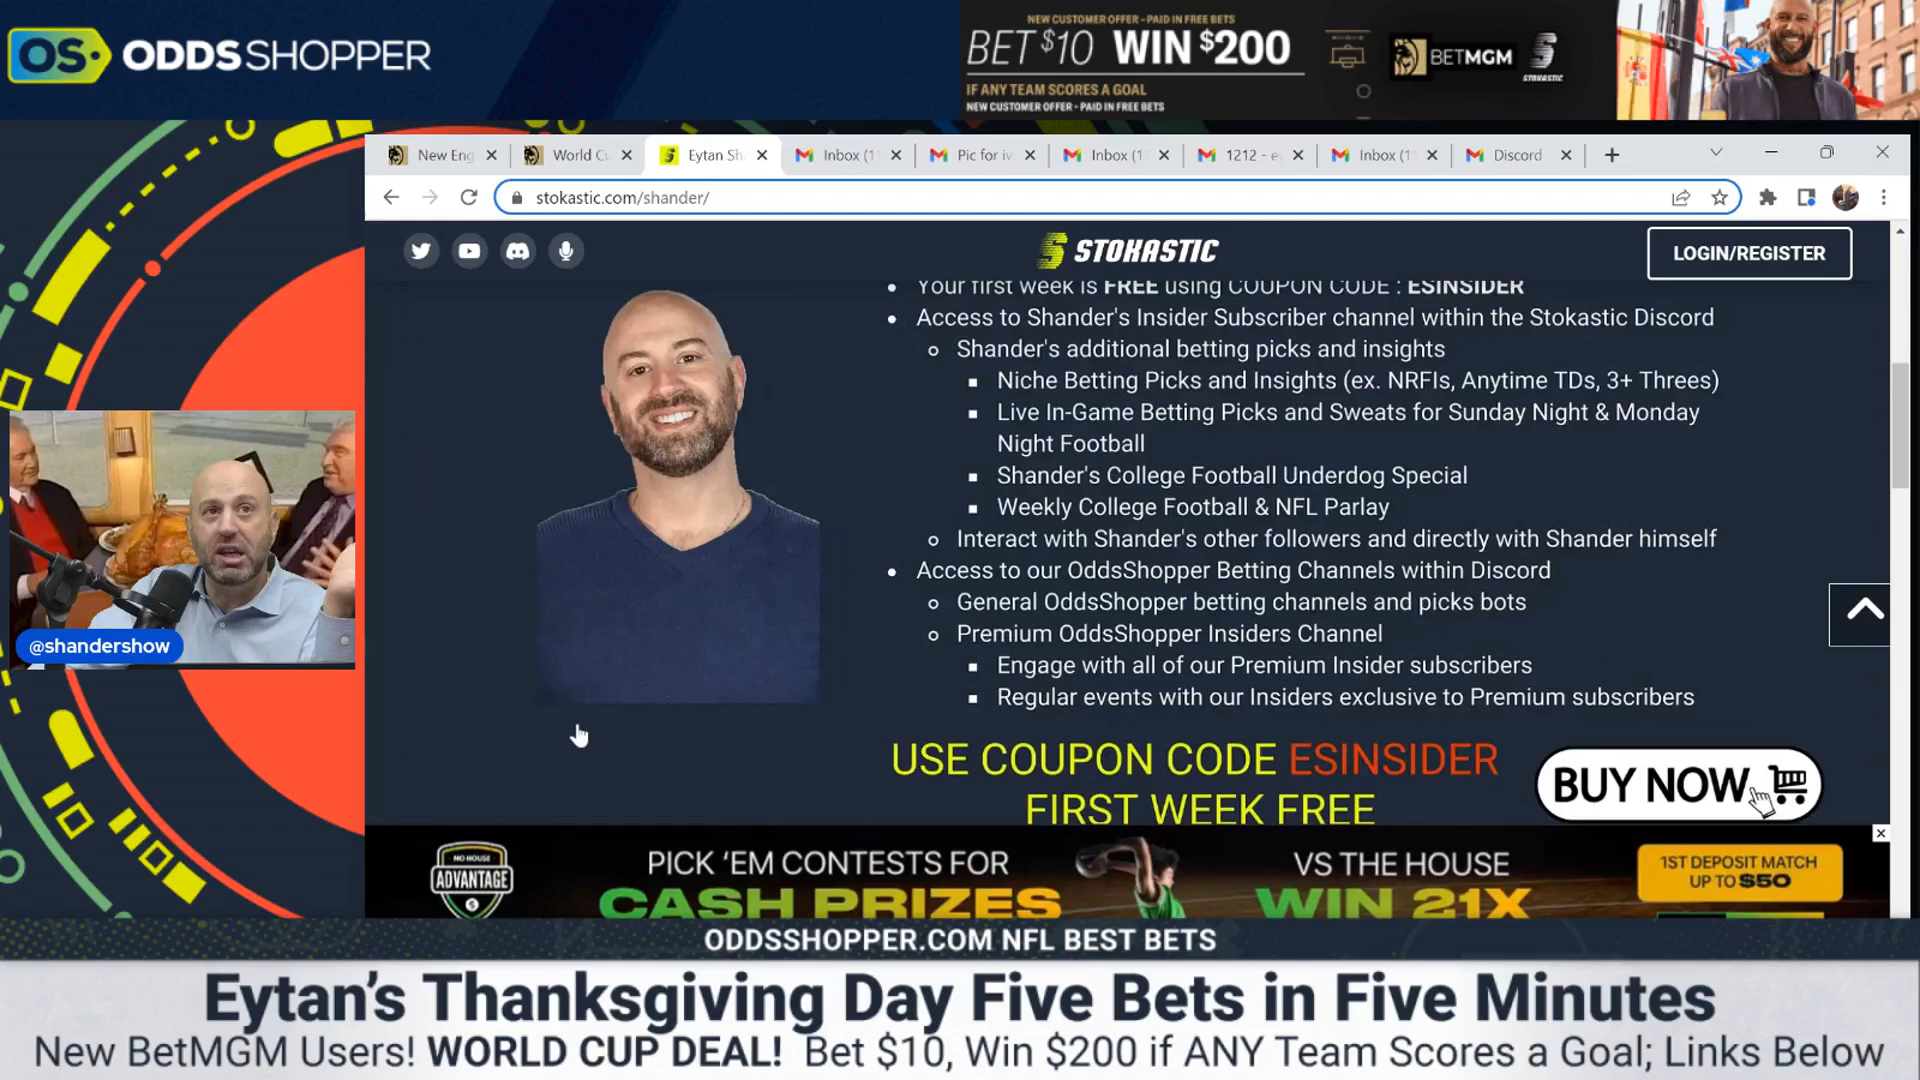 OS ODDSSHOPPER
NEW CUSTOMER OFFER - PAID IN FREE BETS
BET $10 WIN $200
IF ANY TEAM SCORES A GOAL
NEW CUSTOMER OFFER - PAID IN FREE BETS
BETMGM
STOKASTIC
New Eng
World Cu
Eytan Sh
Inbox (1
Pic for iv
Inbox (1
1212 - e
Inbox (1
Discord
stokastic.com/shander/
STOKASTIC
LOGIN/REGISTER
Your first week is FREE using COUPON CODE : ESINSIDER
Access to Shander's Insider Subscriber channel within the Stokastic Discord
Shander's additional betting picks and insights
Niche Betting Picks and Insights (ex. NRFIs, Anytime TDs, 3+ Threes)
Live In-Game Betting Picks and Sweats for Sunday Night & Monday
Night Football
Shander's College Football Underdog Special
Weekly College Football & NFL Parlay
Interact with Shander's other followers and directly with Shander himself
Access to our OddsShopper Betting Channels within Discord
General OddsShopper betting channels and picks bots
Premium OddsShopper Insiders Channel
Engage with all of our Premium Insider subscribers
Regular events with our Insiders exclusive to Premium subscribers
@shandershow
USE COUPON CODE ESINSIDER
FIRST WEEK FREE
BUY NOW
NO HOUSE
ADVANTAGE
PICK 'EM CONTESTS FOR
CASH PRIZES
VS THE HOUSE
WIN 21X
1ST DEPOSIT MATCH
UP TO $50
ODDSSHOPPER.COM NFL BEST BETS
Eytan's Thanksgiving Day Five Bets in Five Minutes
New BetMGM Users! WORLD CUP DEAL! Bet $10, Win $200 if ANY Team Scores a Goal; Links Below